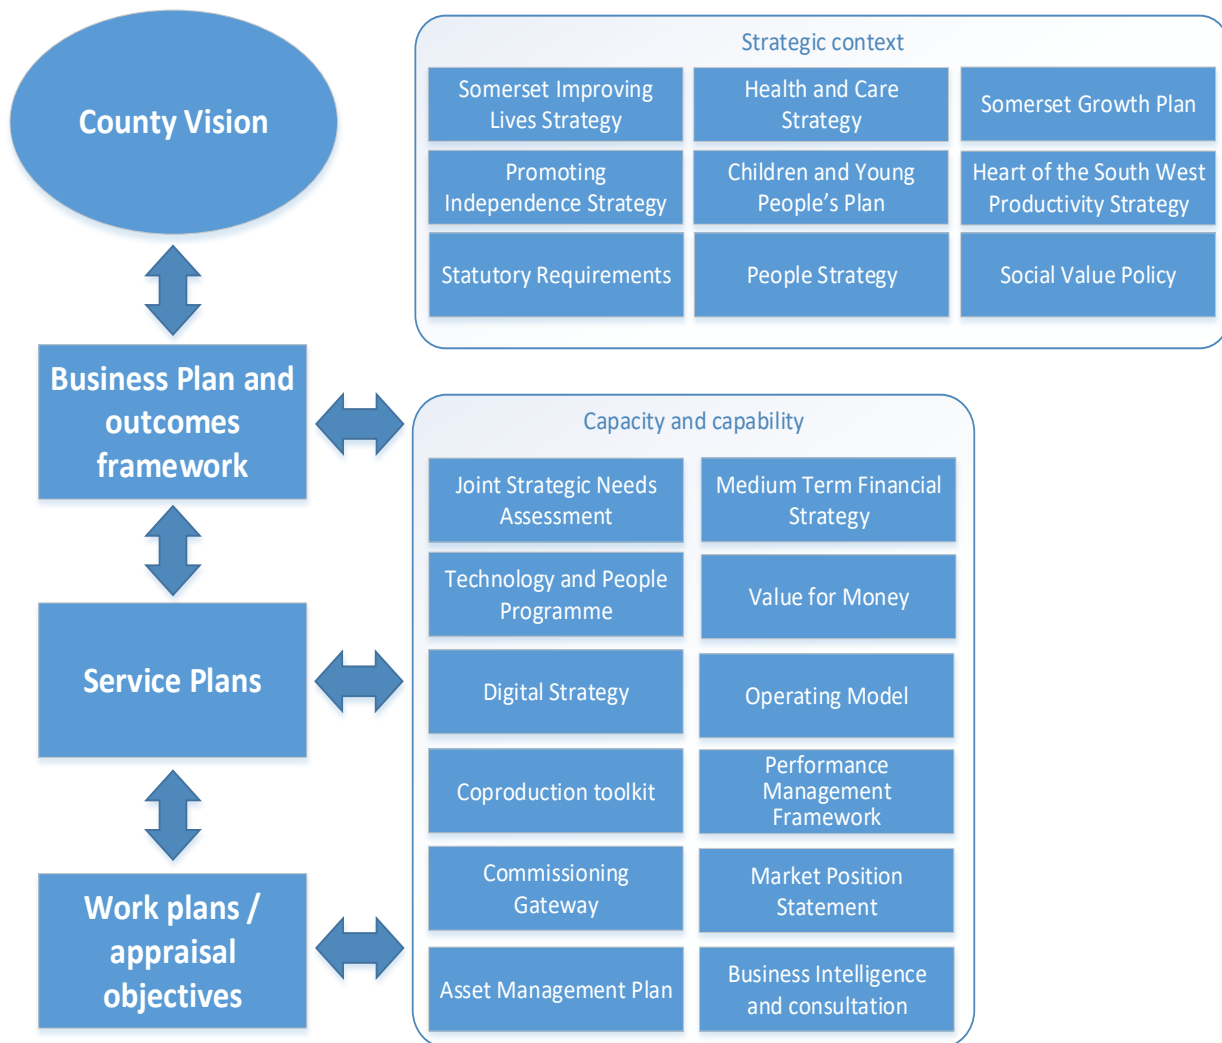 County Vision
Strategic context
Somerset Improving
Lives Strategy
Health and Care
Strategy
Somerset Growth Plan
Promoting
Independence Strategy
Children and Young
People's Plan
Heart of the South West
Productivity Strategy
Statutory Requirements
People Strategy
Social Value Policy
Business Plan and
outcomes
framework
Capacity and capability
Joint Strategic Needs
Assessment
Medium Term Financial
Strategy
Technology and People
Programme
Value for Money
Service Plans
Digital Strategy
Operating Model
Coproduction toolkit
Performance
Management
Framework
Work plans /
appraisal
objectives
Commissioning
Gateway
Market Position
Statement
Asset Management Plan
Business Intelligence
and consultation